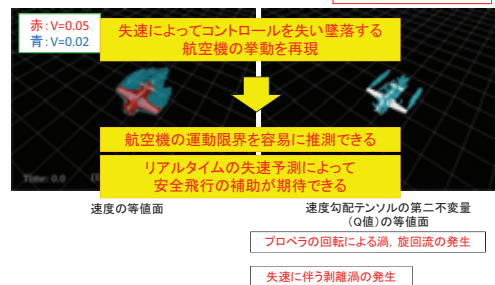 赤：V=0.05
青：V=0.02
失速によってコントロールを失い墜落する
航空機の挙動を再現
航空機の運動限界を容易に推測できる
リアルタイムの失速予測によって
安全飛行の補助が期待できる
Time: 0.0
速度の等値面
速度勾配テンソルの第二不変量
（Q値）の等値面
プロペラの回転による渦，旋回流の発生
失速に伴う剥離渦の発生